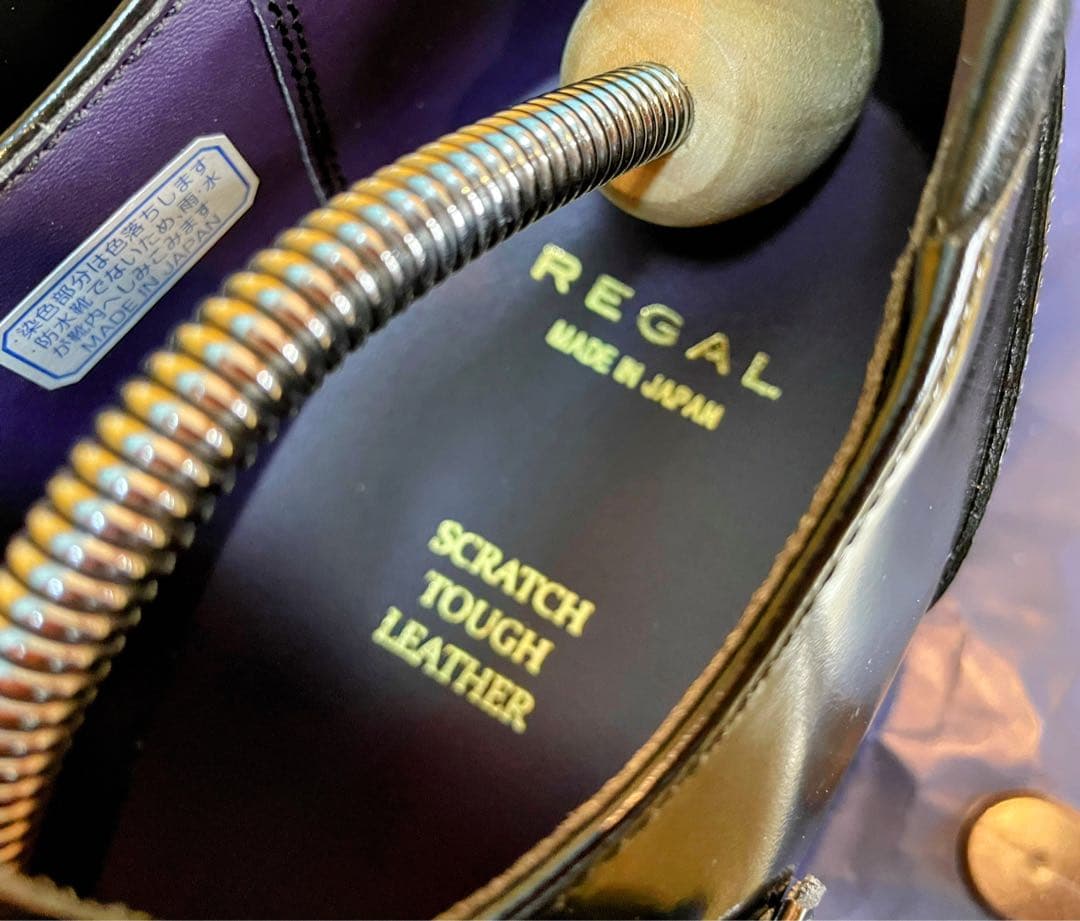 ・染色部分は色落ちします
・防水靴でないため、雨、水
が靴内へしみこみます
MADE IN JAPAN
REGAL
MADE IN JAPAN
SCRATCH
TOUGH
LEATHER